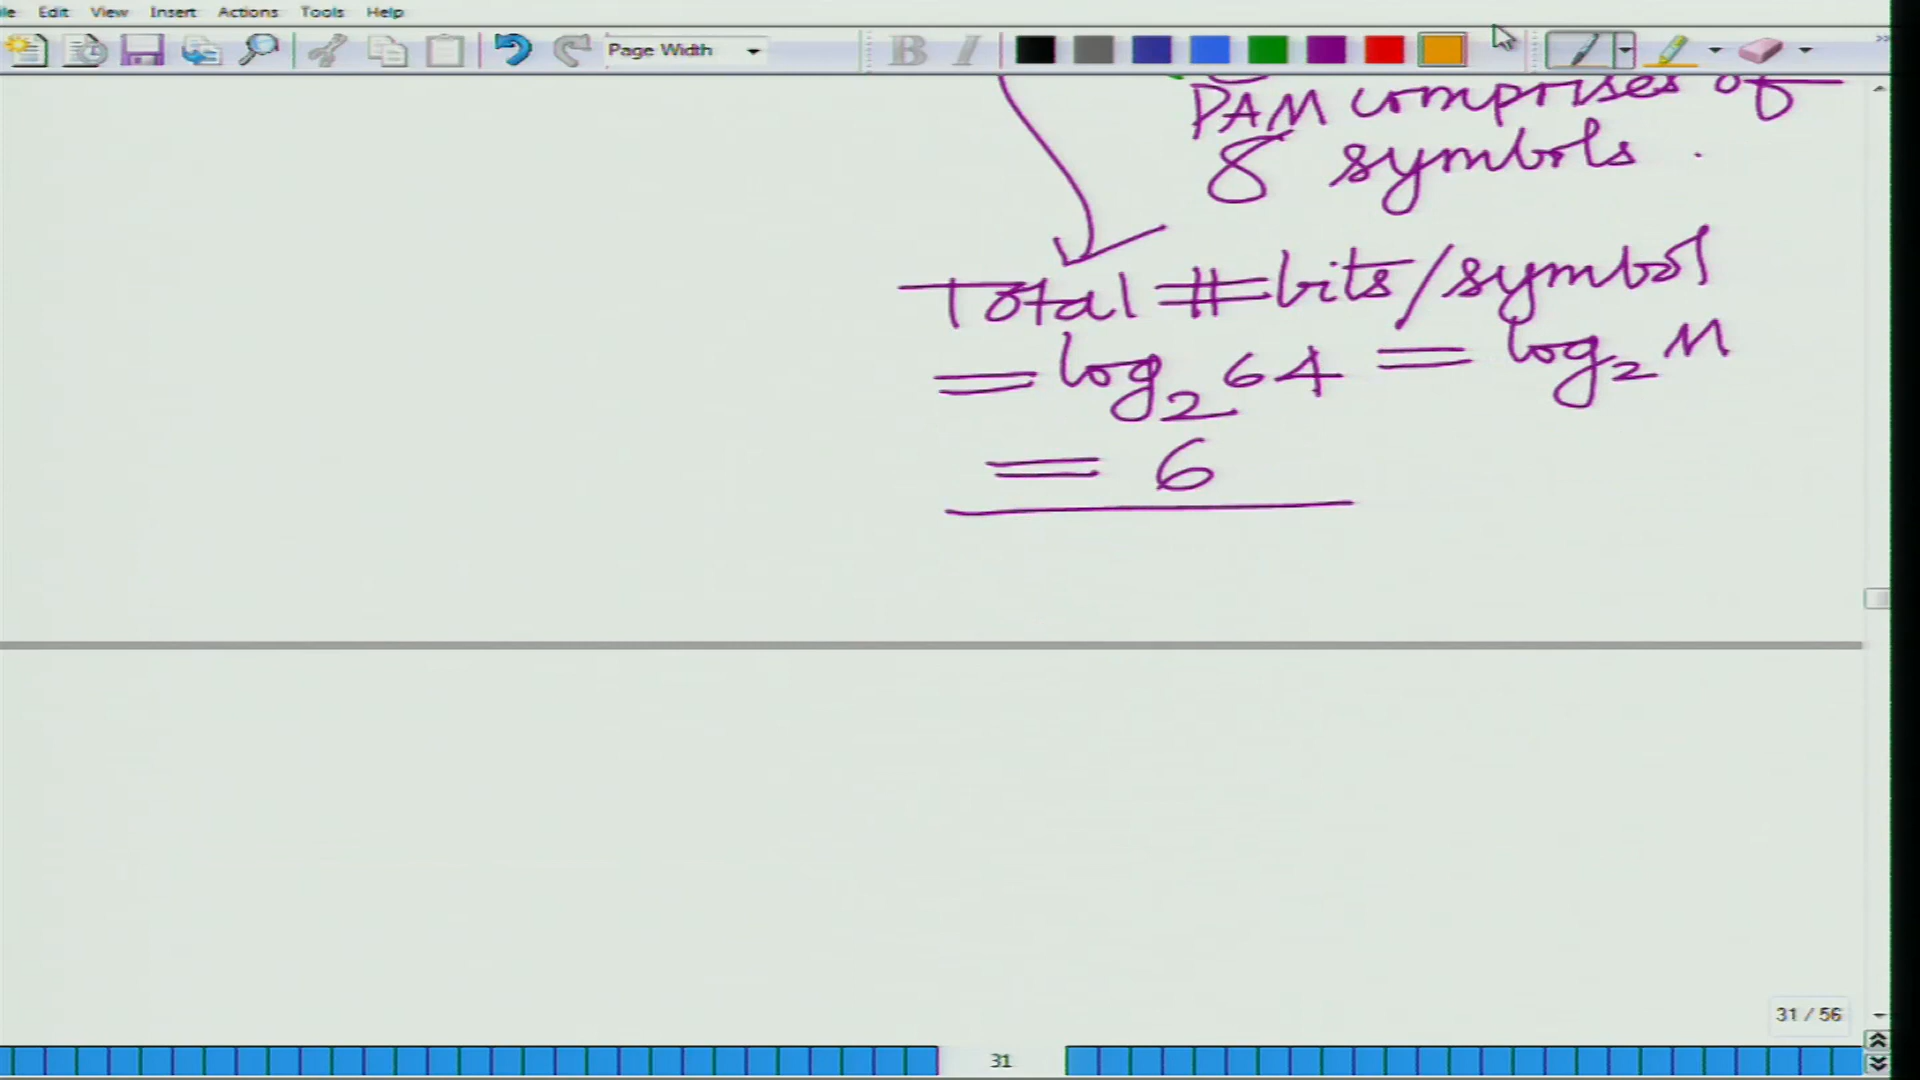 Edit View Insert Actions Tools Help
Page Width
B I
PAM comprises of
8 symbols.
Total #bits/symbol
= log₂ 64 = log₂ M
= 6
31 / 56
31